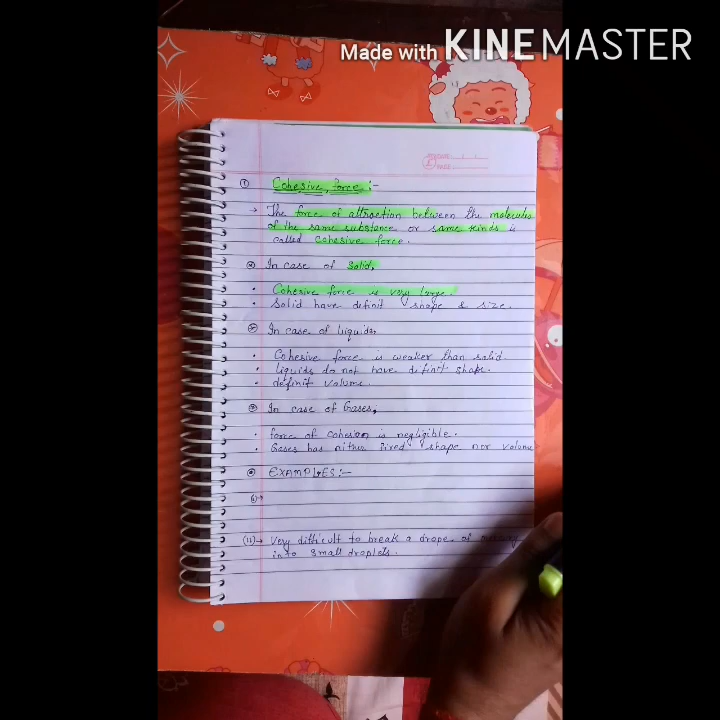 Made with KINEMASTER
DATE
PAGE
① Cohesive force :-
→ The force of attraction between the molecules
of the same substance or same kinds is
called cohesive force.
In case of solid,
• Cohesive force is very large.
• Solid have definit shape & size.
In case of liquids,
• Cohesive force is weaker than solid.
• liquids do not have definit shape.
• definit volume.
In case of Gases,
• force of cohesion is negligible.
• Gases has nither fixed shape nor volume
EXAMPLES:-
(i)→
(ii)→ Very difficult to break a drope of
into small droplets.